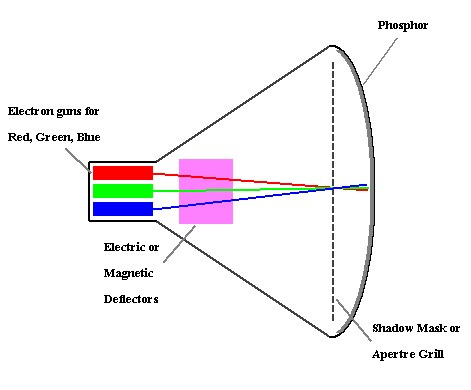 Phosphor
Electron guns for
Red, Green, Blue
Electric or
Magnetic
Deflectors
Shadow Mask or
Apertre Grill